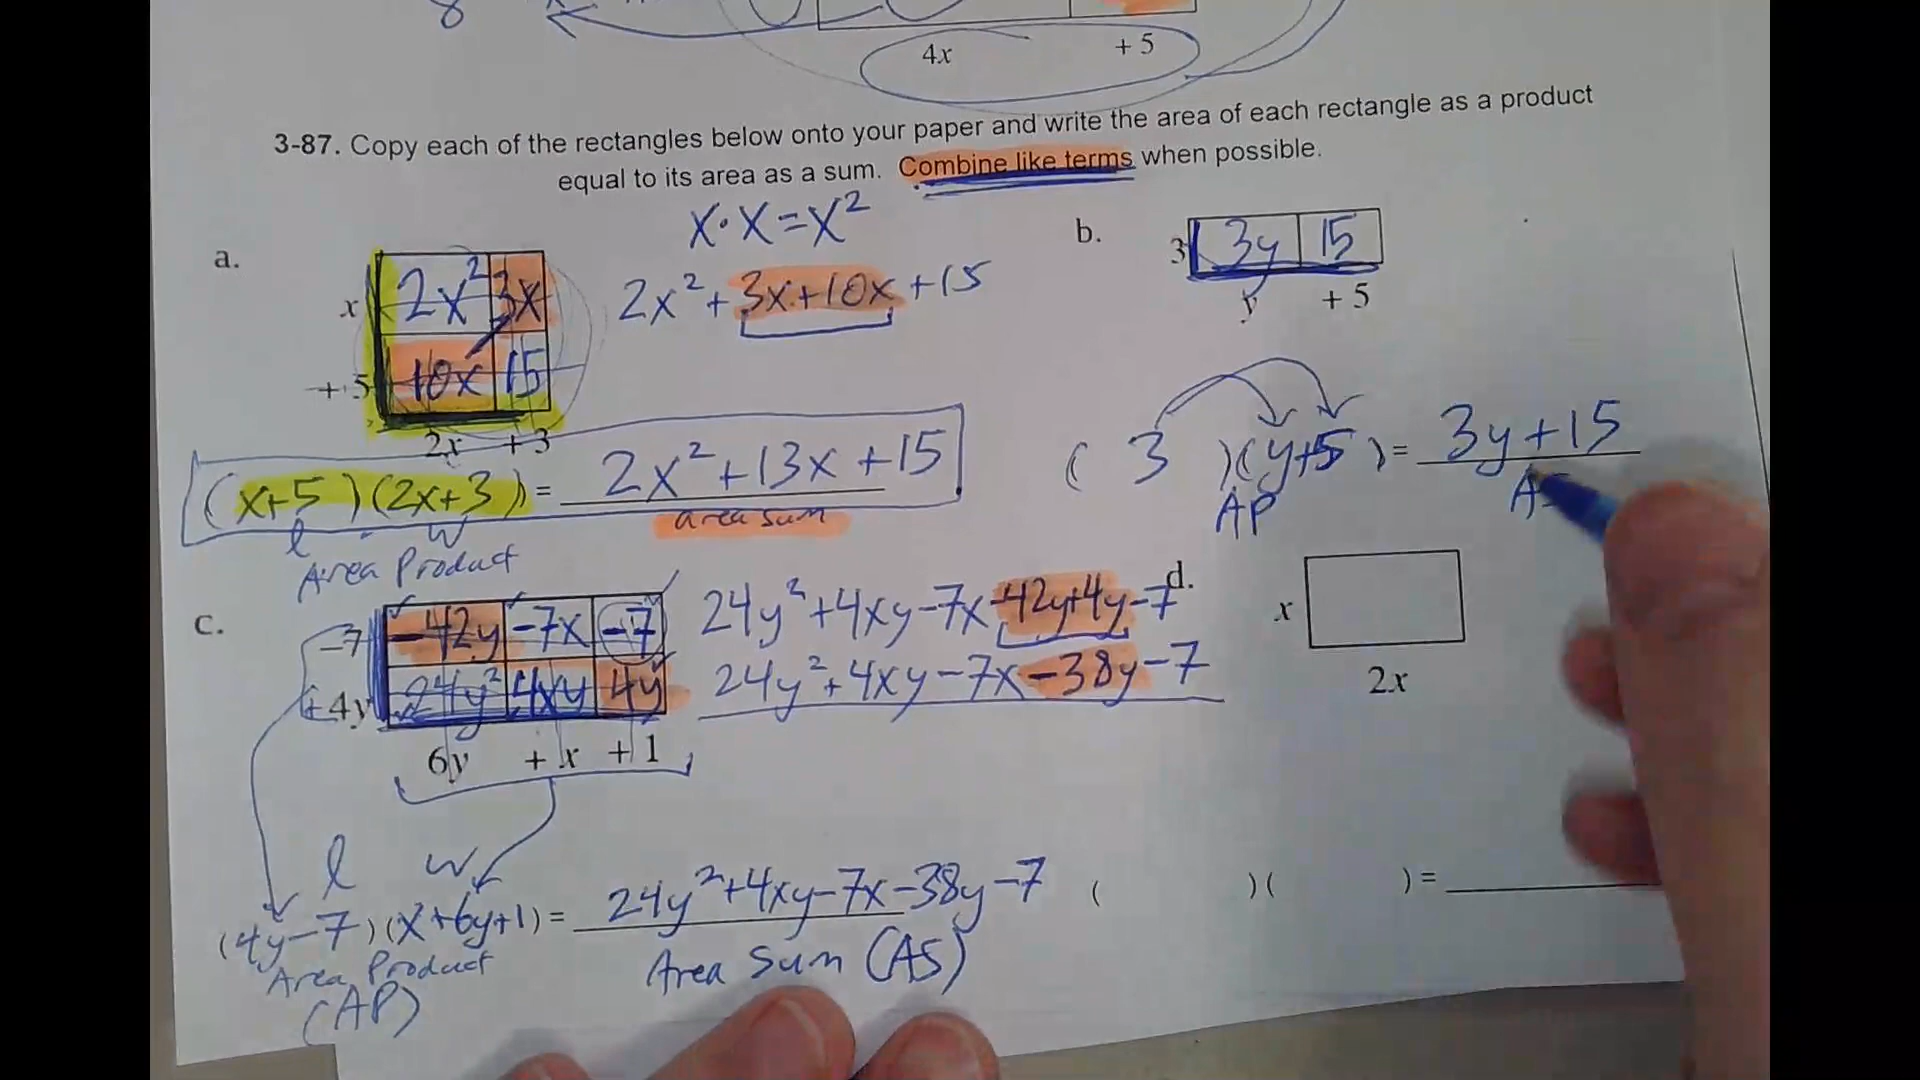 8
4x +5
3-87. Copy each of the rectangles below onto your paper and write the area of each rectangle as a product
equal to its area as a sum. Combine like terms when possible.
x·x=x²
a.
x 2x² 3x
+5 10x 15
2x +3
2x²+3x+10x+15
(x+5)(2x+3)= 2x²+13x+15
l w area sum
Area Product
b.
3 3y 15
y +5
(3)(y+5)= 3y+15
AP A
c.
-7 -42y -7x -7
+4y 24y² 4xy 4y
6y +x +1
24y²+4xy-7x-42y+4y-7
24y²+4xy-7x-38y-7
l w
(4y-7)(x+6y+1)= 24y²+4xy-7x-38y-7
Area Product Area Sum (AS)
(AP)
d.
x
2x
( )( )=